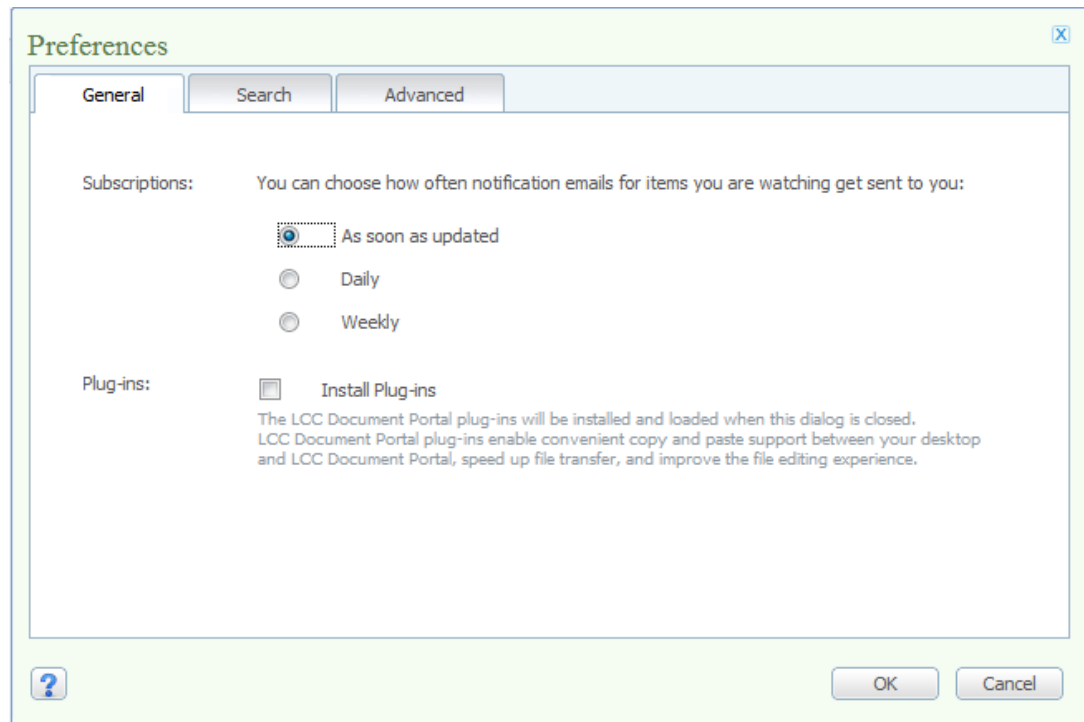 Preferences
X
General Search Advanced
Subscriptions: You can choose how often notification emails for items you are watching get sent to you:
As soon as updated
Daily
Weekly
Plug-ins: Install Plug-ins
The LCC Document Portal plug-ins will be installed and loaded when this dialog is closed.
LCC Document Portal plug-ins enable convenient copy and paste support between your desktop
and LCC Document Portal, speed up file transfer, and improve the file editing experience.
? OK Cancel